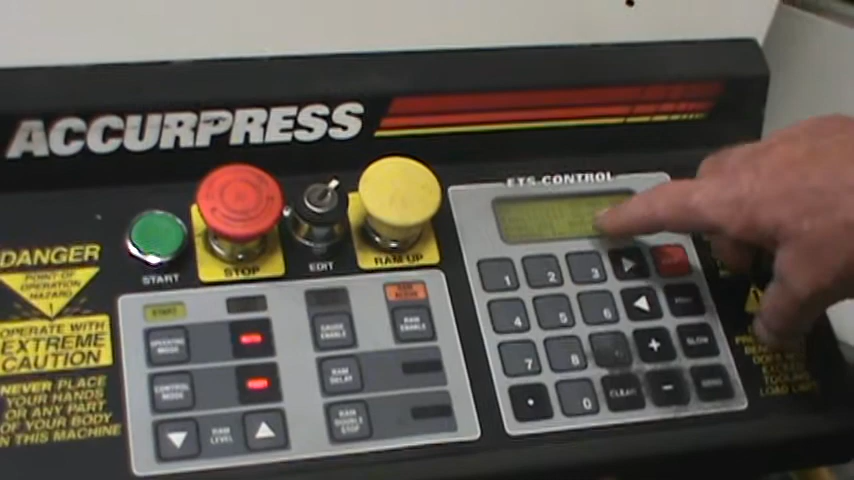 ACCURPRESS
ETS CONTROL
START
STOP
EDIT
RAM UP
DANGER
POINT OF
OPERATION
HAZARD
OPERATE WITH
EXTREME
CAUTION
NEVER PLACE
YOUR HANDS
OR ANY PART
OF YOUR BODY
IN THIS MACHINE
START
OPERATING
MODE
CONTROL
MODE
RAM
LEVEL
GAUGE
ENABLE
RAM
ENABLE
RAM
DELAY
RAM
DOUBLE
STOP
1 2 3
4 5 6
7 8
+
. 0 CLEAR -
SLOW